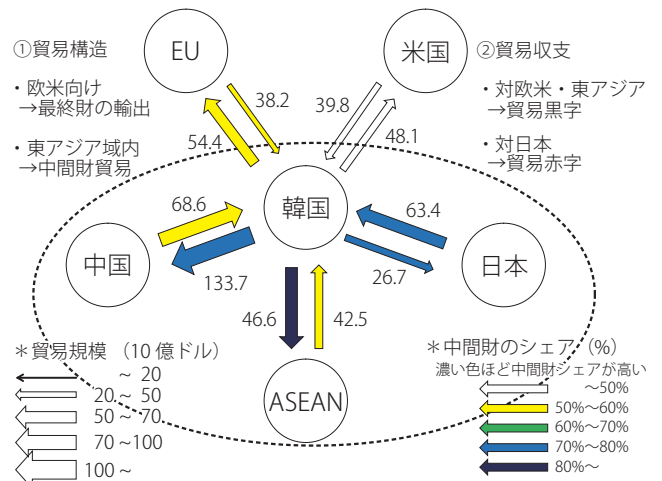 ①貿易構造
・欧米向け
→最終財の輸出
・東アジア域内
→中間財貿易
EU
米国
②貿易収支
・対欧米・東アジア
→貿易黒字
・対日本
→貿易赤字
38.2
54.4
39.8
48.1
韓国
68.6
133.7
中国
63.4
26.7
日本
46.6
42.5
ASEAN
＊貿易規模 （10 億ドル）
～ 20
20 ～ 50
50 ～ 70
70 ～100
100 ～
＊中間財のシェア （%）
濃い色ほど中間財シェアが高い
～50%
50%～60%
60%～70%
70%～80%
80%～